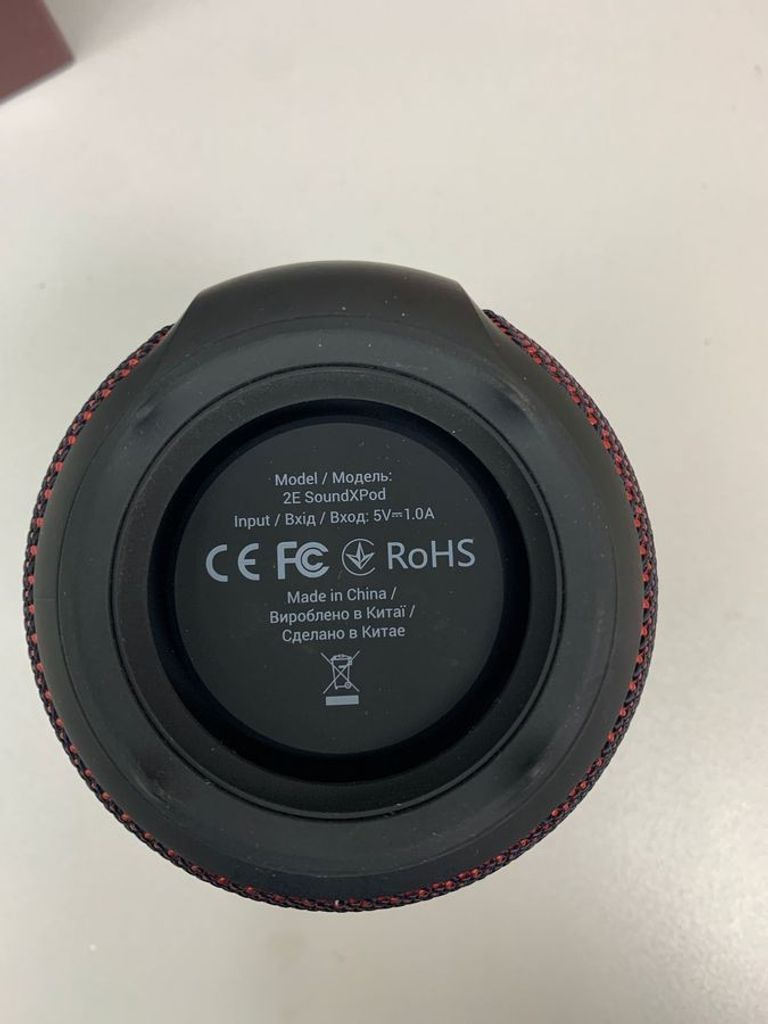 Model / Модель:
2E SoundXPod
Input / Вхід / Вход: 5V⎓1.0A
CE FC RoHS
Made in China /
Вироблено в Китаї /
Сделано в Китае